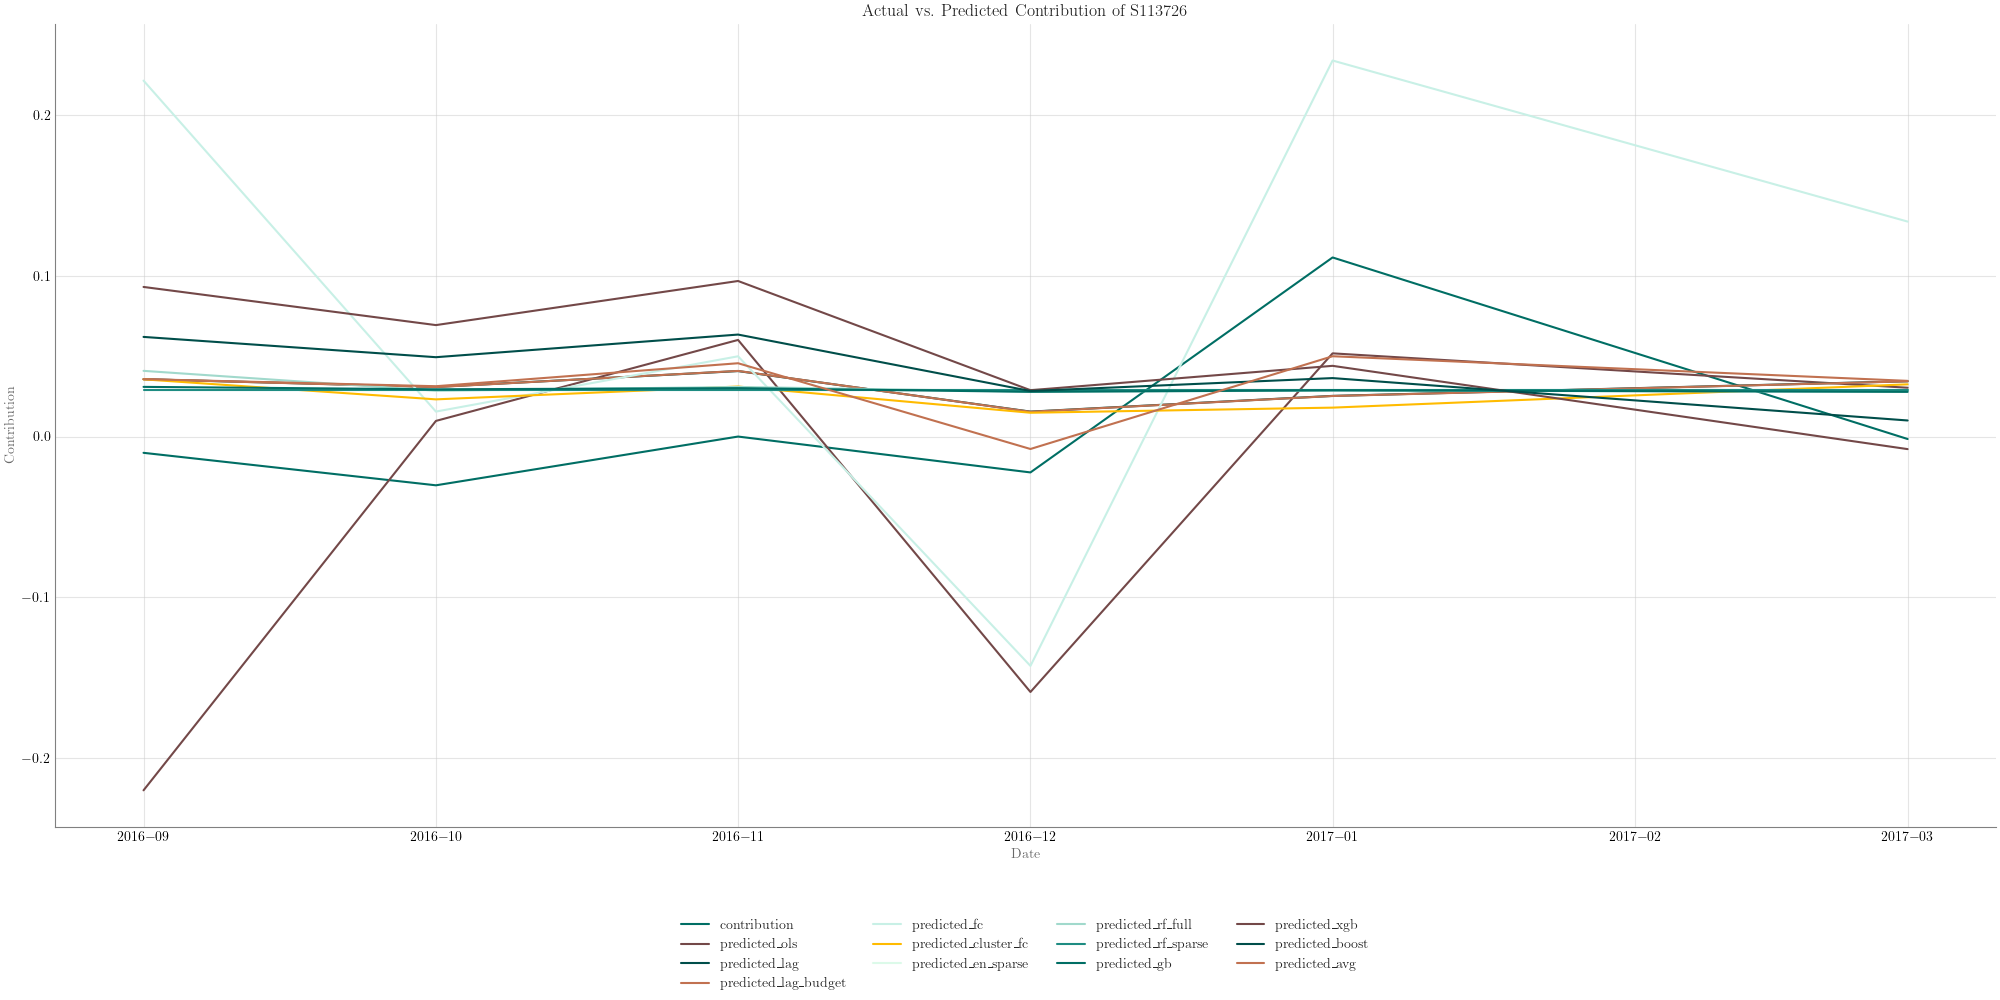 Actual vs. Predicted Contribution of S113726
0.2
0.1
0.0
−0.1
−0.2
Contribution
2016−09 2016−10 2016−11 2016−12 2017−01 2017−02 2017−03
Date
contribution predicted_fc predicted_rf_full predicted_xgb
predicted_ols predicted_cluster_fc predicted_rf_sparse predicted_boost
predicted_lag predicted_en_sparse predicted_gb predicted_avg
predicted_lag_budget